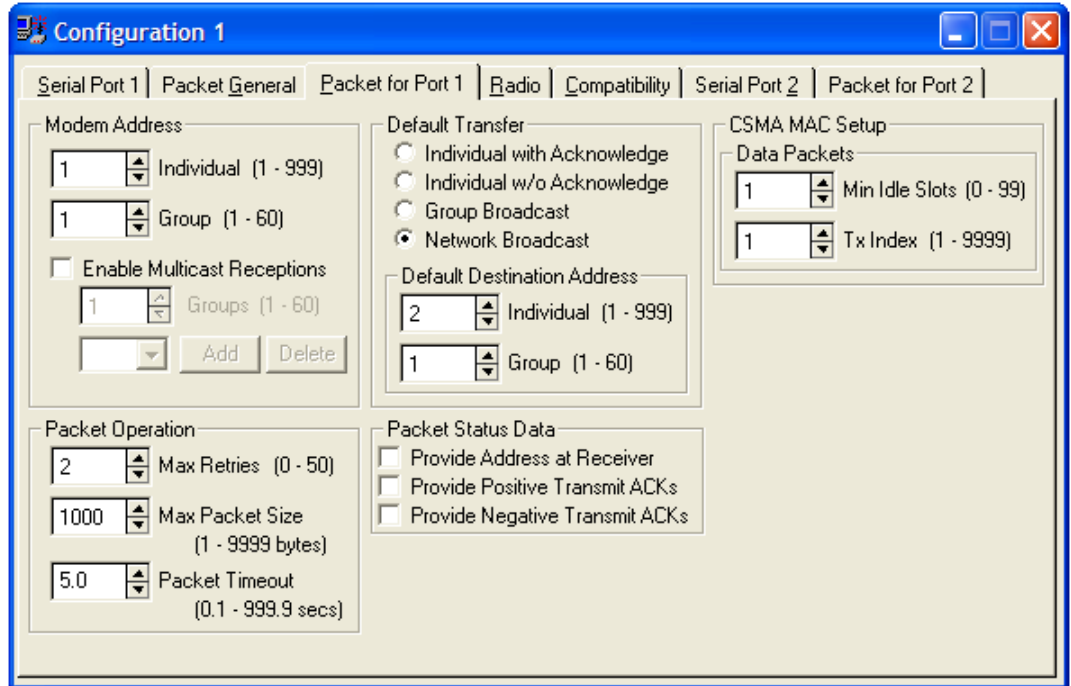 Configuration 1
Serial Port 1 Packet General Packet for Port 1 Radio Compatibility Serial Port 2 Packet for Port 2
Modem Address
1 Individual (1 - 999)
1 Group (1 - 60)
Enable Multicast Receptions
1 Groups (1 - 60)
Add Delete
Default Transfer
Individual with Acknowledge
Individual w/o Acknowledge
Group Broadcast
Network Broadcast
Default Destination Address
2 Individual (1 - 999)
1 Group (1 - 60)
CSMA MAC Setup
Data Packets
1 Min Idle Slots (0 - 99)
1 Tx Index (1 - 9999)
Packet Operation
2 Max Retries (0 - 50)
1000 Max Packet Size
(1 - 9999 bytes)
5.0 Packet Timeout
(0.1 - 999.9 secs)
Packet Status Data
Provide Address at Receiver
Provide Positive Transmit ACKs
Provide Negative Transmit ACKs